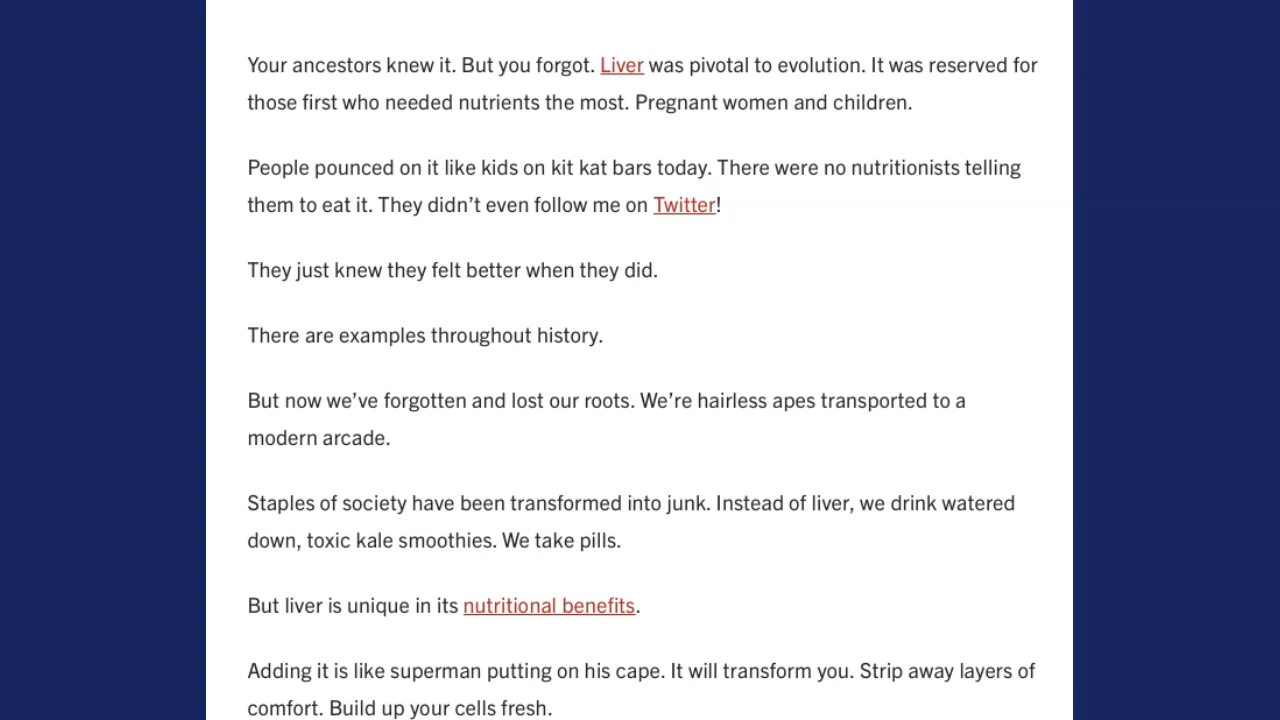 Your ancestors knew it. But you forgot. Liver was pivotal to evolution. It was reserved for
those first who needed nutrients the most. Pregnant women and children.
People pounced on it like kids on kit kat bars today. There were no nutritionists telling
them to eat it. They didn’t even follow me on Twitter!
They just knew they felt better when they did.
There are examples throughout history.
But now we’ve forgotten and lost our roots. We’re hairless apes transported to a
modern arcade.
Staples of society have been transformed into junk. Instead of liver, we drink watered
down, toxic kale smoothies. We take pills.
But liver is unique in its nutritional benefits.
Adding it is like superman putting on his cape. It will transform you. Strip away layers of
comfort. Build up your cells fresh.